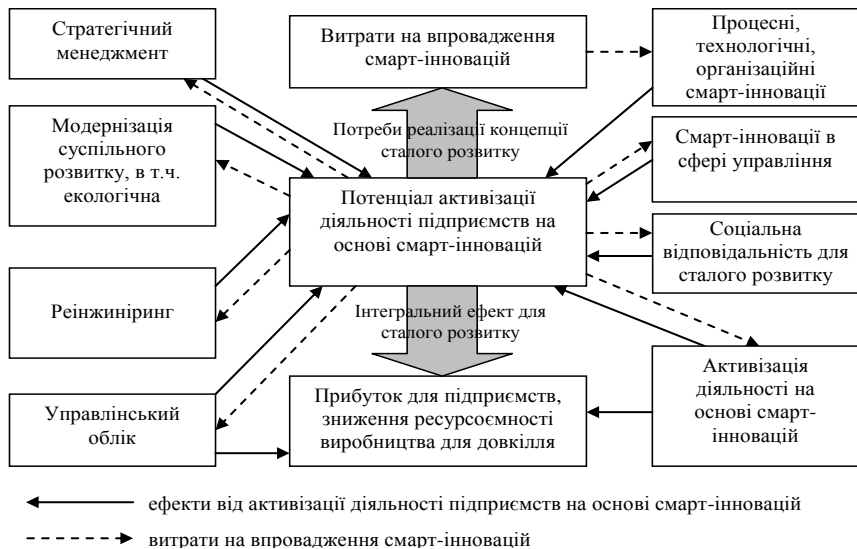 Стратегічний
менеджмент
Витрати на впровадження
смарт-інновацій
Процесні,
технологічні,
організаційні
смарт-інновації
Модернізація
суспільного
розвитку, в т.ч.
екологічна
Потреби реалізації концепції
сталого розвитку
Смарт-інновації в
сфері управління
Потенціал активізації
діяльності підприємств на
основі смарт-інновацій
Соціальна
відповідальність для
сталого розвитку
Реінжиніринг
Інтегральний ефект для
сталого розвитку
Управлінський
облік
Прибуток для підприємств,
зниження ресурсоємності
виробництва для довкілля
Активізація
діяльності на
основі смарт-
інновацій
ефекти від активізації діяльності підприємств на основі смарт-інновацій
витрати на впровадження смарт-інновацій